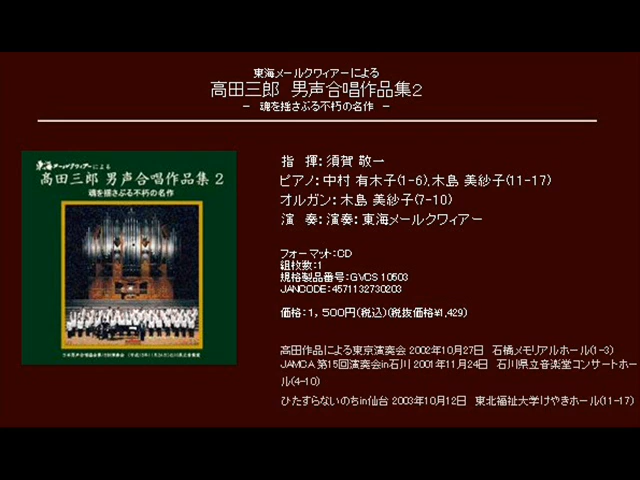 東海メールクワィアーによる
高田三郎 男声合唱作品集2
− 魂を揺さぶる不朽の名作 −
東海メールクワィアーによる
高田三郎 男声合唱作品集 2
魂を揺さぶる不朽の名作
指 揮:須賀 敬一
ピアノ:中村 有木子(1-6),木島 美紗子(11-17)
オルガン:木島 美紗子(7-10)
演 奏:演奏:東海メールクワィアー
フォーマット:CD
組枚数:1
規格製品番号:GVCS 10503
JANCODE:4571132730203
価格:1,500円(税込)(税抜価格¥1,429)
高田作品による東京演奏会 2002年10月27日 石橋メモリアルホール(1-3)
JAMCA 第15回演奏会in石川 2001年11月24日 石川県立音楽堂コンサートホー
ル(4-10)
ひたすらないのちin仙台 2003年10月12日 東北福祉大学けやきホール(11-17)